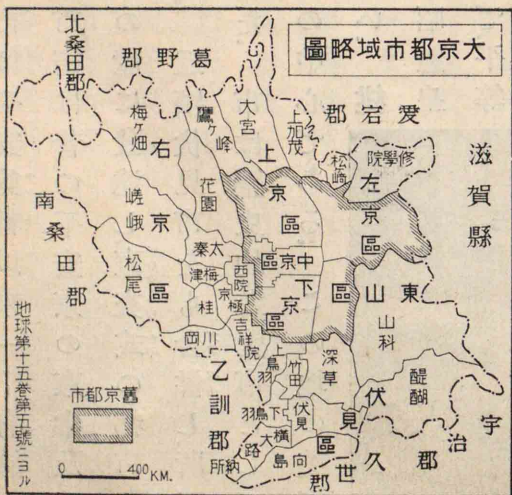 大京都市域略圖
北桑田郡
葛野郡
愛宕郡
滋賀縣
南桑田郡
乙訓郡
久世郡
宇治郡
上京區
中京區
下京區
左京區
右京區
東山區
伏見區
梅ヶ畑
鷹ヶ峰
大宮
上加茂
松崎
修學院
花園
嵯峨
太秦
松尾
梅津
西院
京極
桂
川岡
吉祥院
上鳥羽
竹田
深草
山科
醍醐
下鳥羽
伏見
横大路
納所
向島
舊京都市
0 400 KM.
地球第十五巻第五號ニヨル